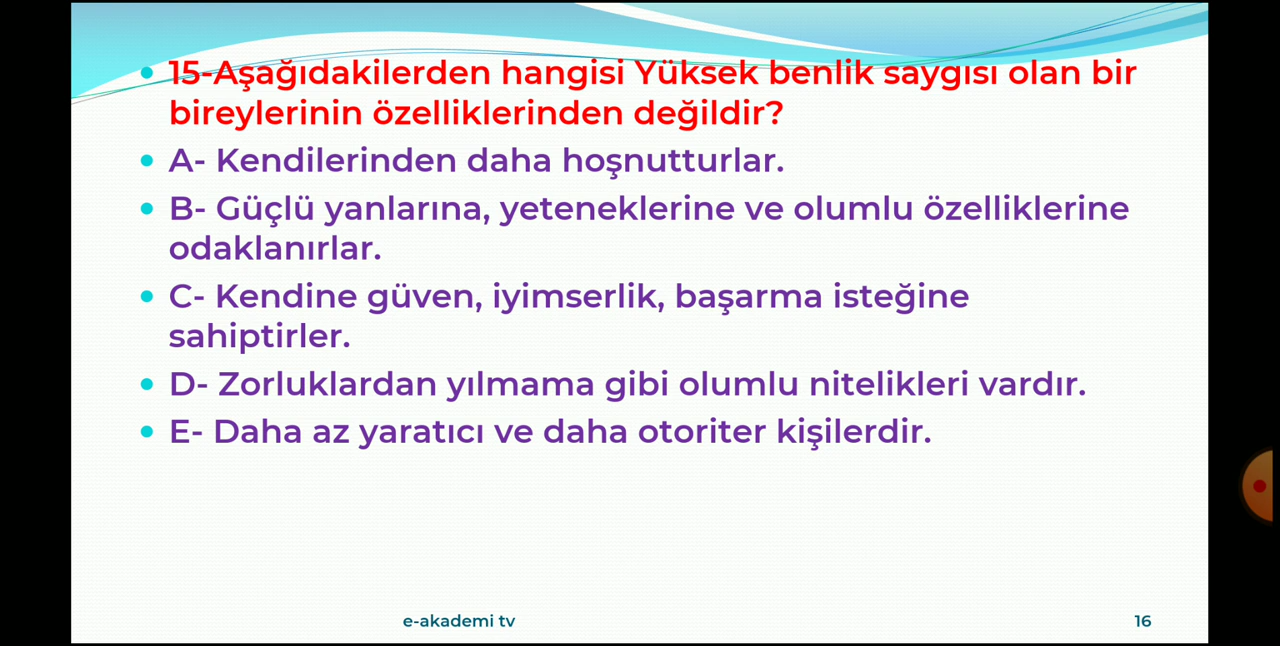 15-Aşağıdakilerden hangisi Yüksek benlik saygısı olan bir
bireylerinin özelliklerinden değildir?
A- Kendilerinden daha hoşnutturlar.
B- Güçlü yanlarına, yeteneklerine ve olumlu özelliklerine
odaklanırlar.
C- Kendine güven, iyimserlik, başarma isteğine
sahiptirler.
D- Zorluklardan yılmama gibi olumlu nitelikleri vardır.
E- Daha az yaratıcı ve daha otoriter kişilerdir.
e-akademi tv
16